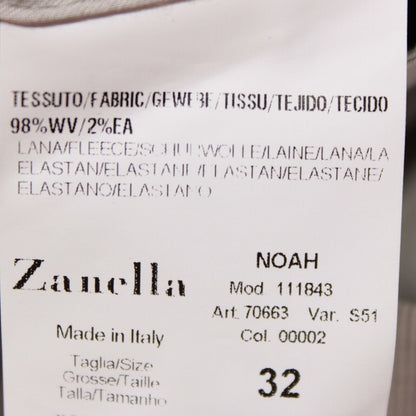 TESSUTO/FABRIC/GEWEBE/TISSU/TEJIDO/TECIDO
98%WV/2%EA
LANA/FLEECE/SCHURWOLLE/LAINE/LANA/LA
ELASTAN/ELASTANE/ELASTAN/ELASTANE/
ELASTANO/ELASTANO
Zanella
NOAH
Mod. 111843
Art. 70663 Var. S51
Col. 00002
Made in Italy
Taglia/Size
Grosse/Taille
Talla/Tamanho
32